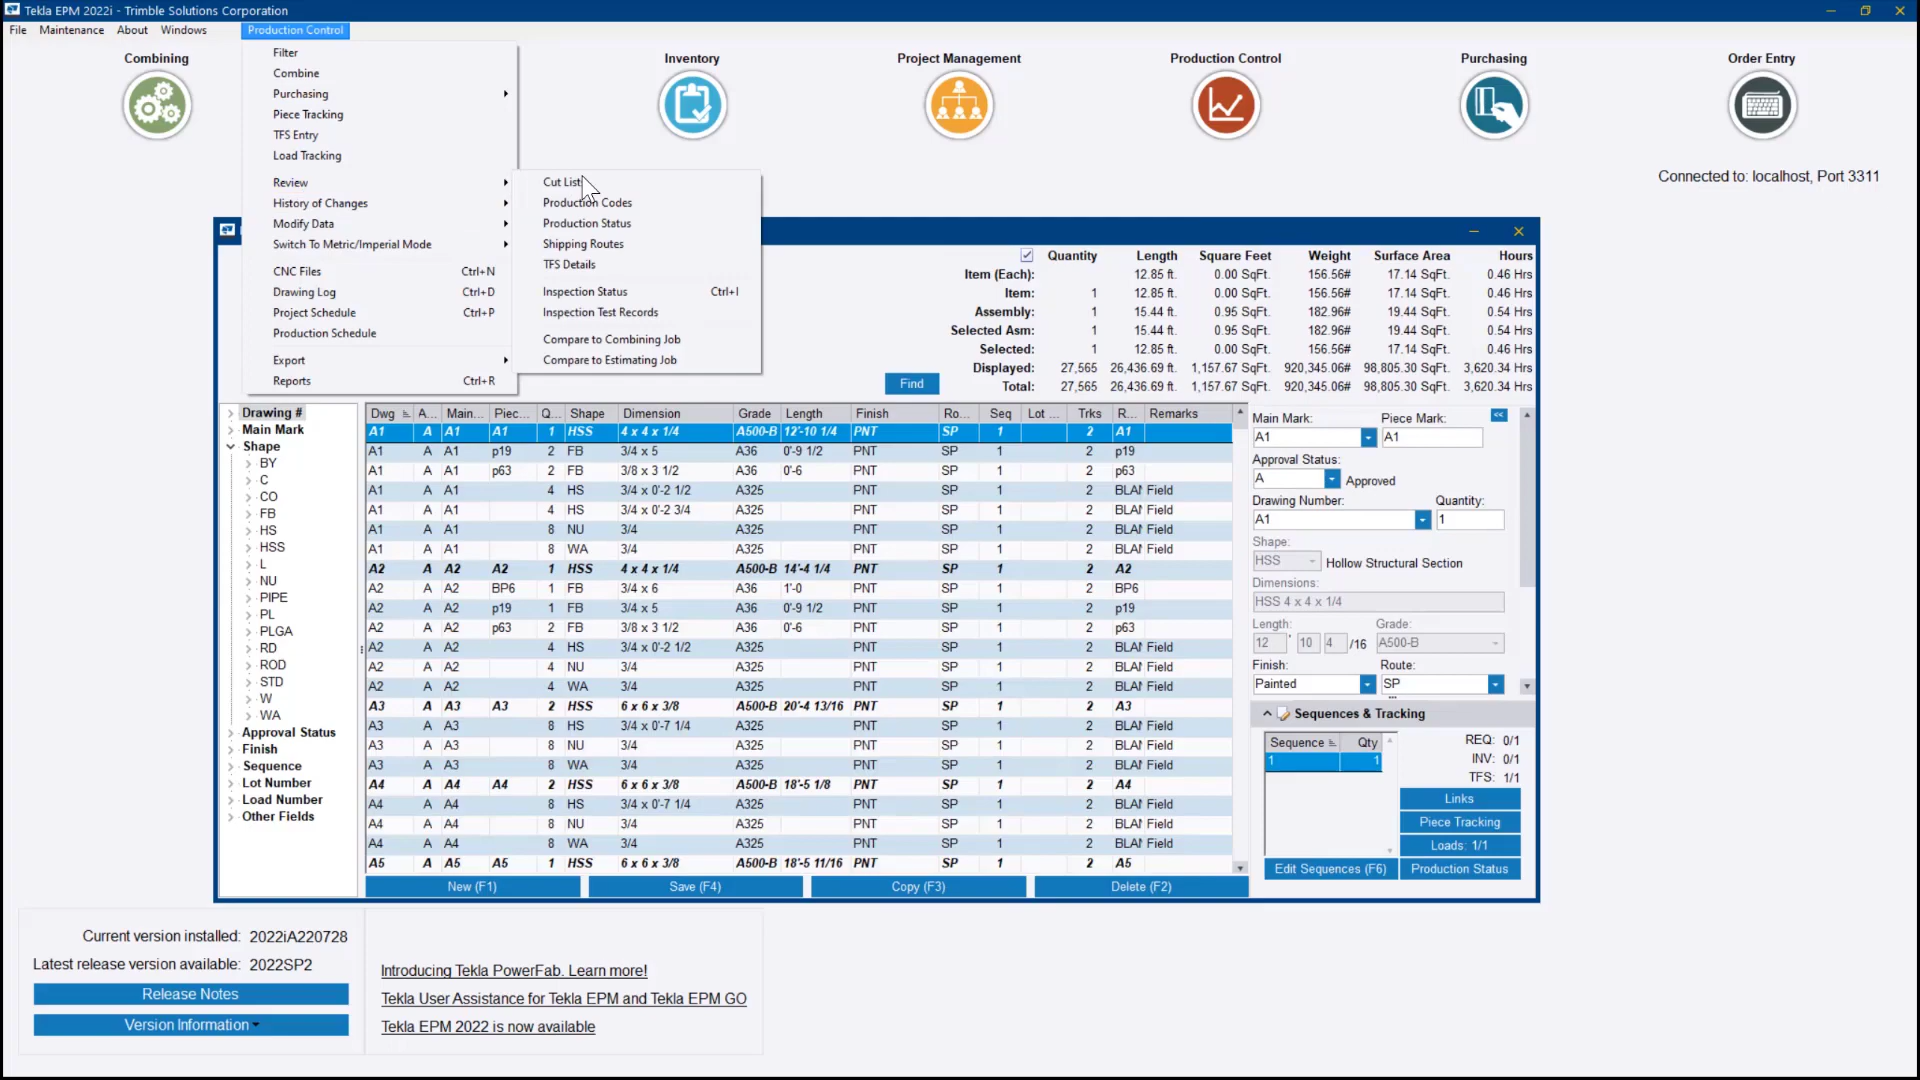 Tekla EPM 2022i - Trimble Solutions Corporation
File Maintenance About Windows Production Control
Combining Inventory Project Management Production Control Purchasing Order Entry
Connected to: localhost, Port 3311
Filter
Combine
Purchasing
Piece Tracking
TFS Entry
Load Tracking
Review
History of Changes
Modify Data
Switch To Metric/Imperial Mode
CNC Files Ctrl+N
Drawing Log Ctrl+D
Project Schedule Ctrl+P
Production Schedule
Export
Reports Ctrl+R
Cut List
Production Codes
Production Status
Shipping Routes
TFS Details
Inspection Status Ctrl+I
Inspection Test Records
Compare to Combining Job
Compare to Estimating Job
Quantity Length Square Feet Weight Surface Area Hours
Item (Each): 12.85 ft. 0.00 SqFt. 156.56# 17.14 SqFt. 0.46 Hrs
Item: 1 12.85 ft. 0.00 SqFt. 156.56# 17.14 SqFt. 0.46 Hrs
Assembly: 1 15.44 ft. 0.95 SqFt. 182.96# 19.44 SqFt. 0.54 Hrs
Selected Asm: 1 15.44 ft. 0.95 SqFt. 182.96# 19.44 SqFt. 0.54 Hrs
Selected: 1 12.85 ft. 0.00 SqFt. 156.56# 17.14 SqFt. 0.46 Hrs
Displayed: 27,565 26,436.69 ft. 1,157.67 SqFt. 920,345.06# 98,805.30 SqFt. 3,620.34 Hrs
Find
Total: 27,565 26,436.69 ft. 1,157.67 SqFt. 920,345.06# 98,805.30 SqFt. 3,620.34 Hrs
Drawing #
Main Mark
Shape
BY
C
CO
FB
HS
HSS
L
NU
PIPE
PL
PLGA
RD
ROD
STD
W
WA
Approval Status
Finish
Sequence
Lot Number
Load Number
Other Fields
Dwg A... Main... Piec... Q... Shape Dimension Grade Length Finish Ro... Seq Lot ... Trks R... Remarks
A1 A A1 A1 1 HSS 4 x 4 x 1/4 A500-B 12'-10 1/4 PNT SP 1 2 A1
A1 A A1 p19 2 FB 3/4 x 5 A36 0'-9 1/2 PNT SP 1 2 p19
A1 A A1 p63 2 FB 3/8 x 3 1/2 A36 0'-6 PNT SP 1 2 p63
A1 A A1 4 HS 3/4 x 0'-2 1/2 A325 PNT SP 1 2 BLAN Field
A1 A A1 4 HS 3/4 x 0'-2 3/4 A325 PNT SP 1 2 BLAN Field
A1 A A1 8 NU 3/4 A325 PNT SP 1 2 BLAN Field
A1 A A1 8 WA 3/4 A325 PNT SP 1 2 BLAN Field
A2 A A2 A2 1 HSS 4 x 4 x 1/4 A500-B 14'-4 1/4 PNT SP 1 2 A2
A2 A A2 BP6 1 FB 3/4 x 6 A36 1'-0 PNT SP 1 2 BP6
A2 A A2 p19 1 FB 3/4 x 5 A36 0'-9 1/2 PNT SP 1 2 p19
A2 A A2 p63 2 FB 3/8 x 3 1/2 A36 0'-6 PNT SP 1 2 p63
A2 A A2 4 HS 3/4 x 0'-2 1/2 A325 PNT SP 1 2 BLAN Field
A2 A A2 4 NU 3/4 A325 PNT SP 1 2 BLAN Field
A2 A A2 4 WA 3/4 A325 PNT SP 1 2 BLAN Field
A3 A A3 A3 2 HSS 6 x 6 x 3/8 A500-B 20'-4 13/16 PNT SP 1 2 A3
A3 A A3 8 HS 3/4 x 0'-7 1/4 A325 PNT SP 1 2 BLAN Field
A3 A A3 8 NU 3/4 A325 PNT SP 1 2 BLAN Field
A3 A A3 8 WA 3/4 A325 PNT SP 1 2 BLAN Field
A4 A A4 A4 2 HSS 6 x 6 x 3/8 A500-B 18'-5 1/8 PNT SP 1 2 A4
A4 A A4 8 HS 3/4 x 0'-7 1/4 A325 PNT SP 1 2 BLAN Field
A4 A A4 8 NU 3/4 A325 PNT SP 1 2 BLAN Field
A4 A A4 8 WA 3/4 A325 PNT SP 1 2 BLAN Field
A5 A A5 A5 1 HSS 6 x 6 x 3/8 A500-B 18'-5 11/16 PNT SP 1 2 A5
New (F1) Save (F4) Copy (F3) Delete (F2)
Main Mark: Piece Mark: <<
A1 A1
Approval Status:
A Approved
Drawing Number: Quantity:
A1 1
Shape:
HSS Hollow Structural Section
Dimensions:
HSS 4 x 4 x 1/4
Length: Grade:
12 ' 10 4 /16 A500-B
Finish: Route:
Painted SP
Sequences & Tracking
Sequence Qty
1 1
REQ: 0/1
INV: 0/1
TFS: 1/1
Links
Piece Tracking
Loads: 1/1
Edit Sequences (F6) Production Status
Current version installed: 2022iA220728
Latest release version available: 2022SP2
Release Notes
Version Information
Introducing Tekla PowerFab. Learn more!
Tekla User Assistance for Tekla EPM and Tekla EPM GO
Tekla EPM 2022 is now available